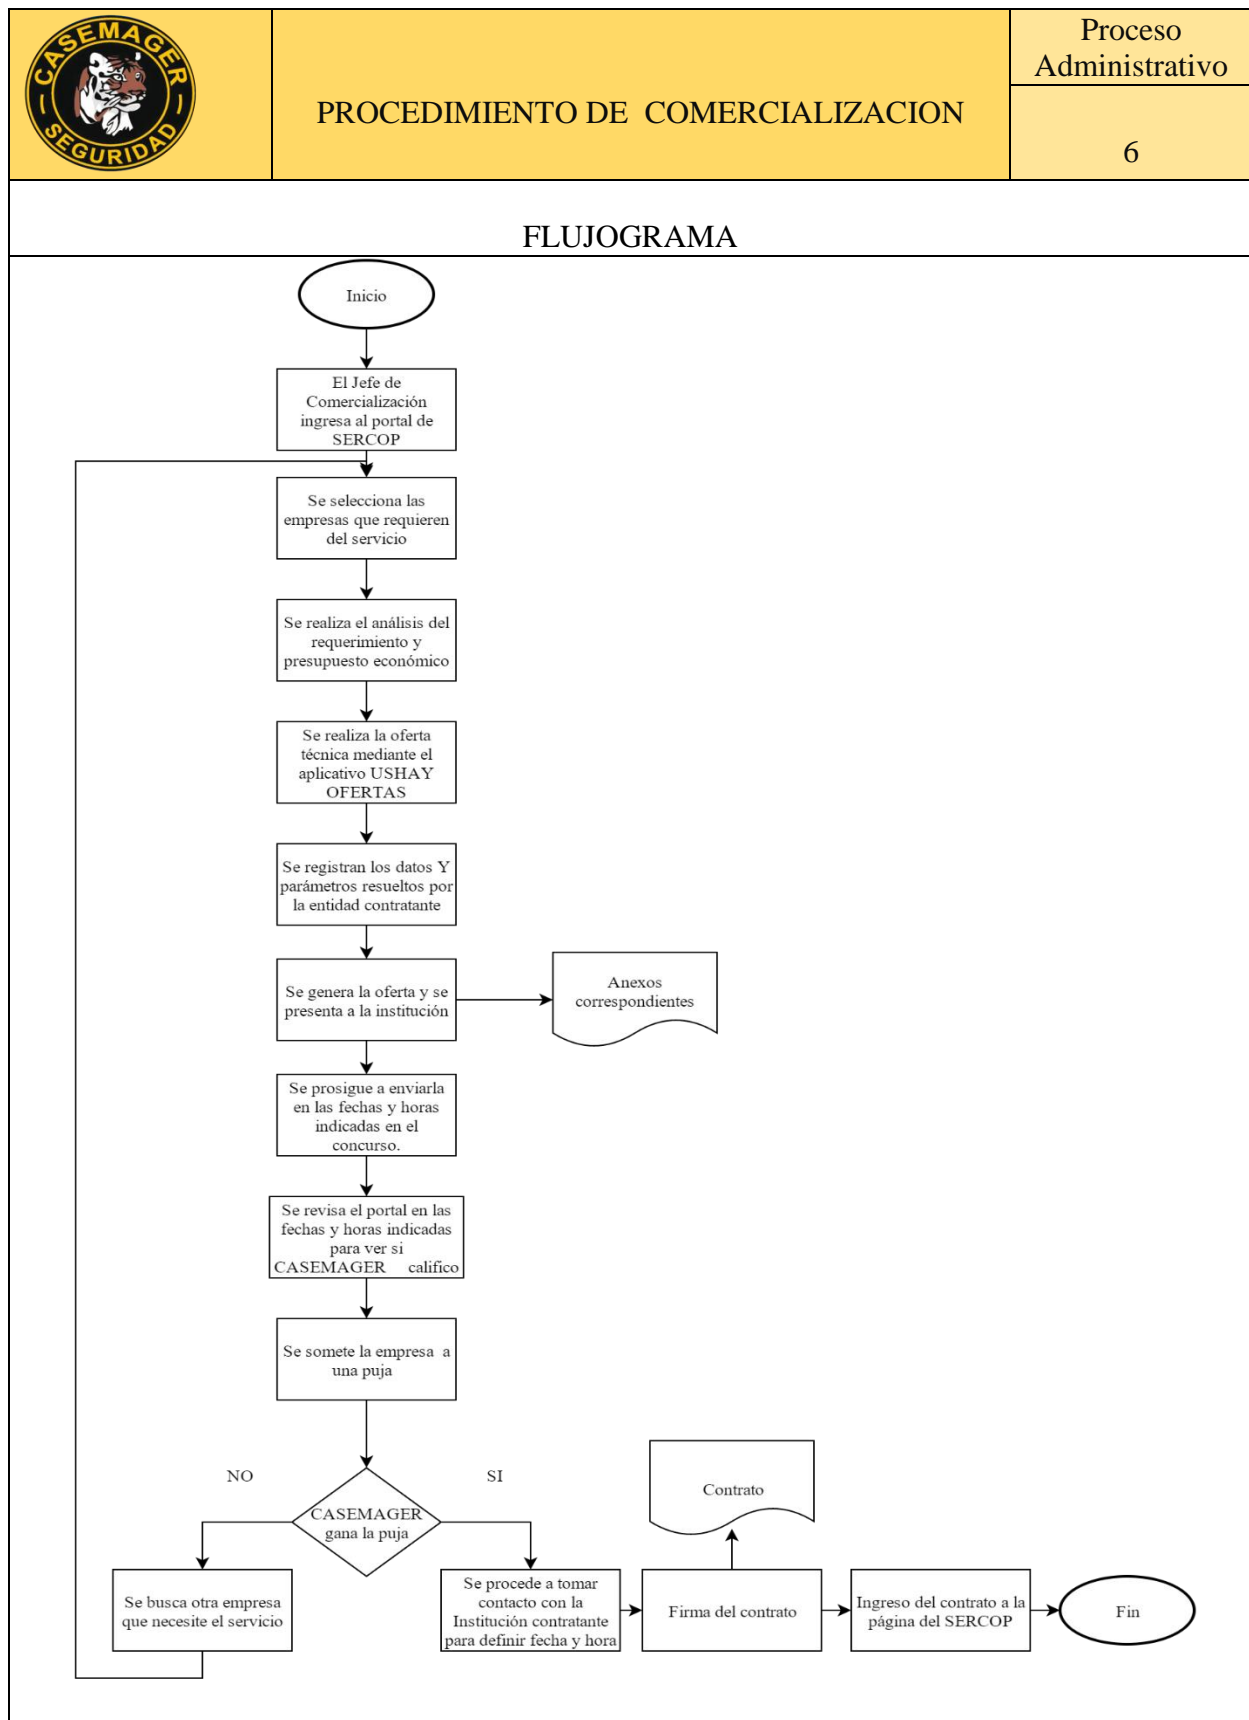 CASEMAGER
SEGURIDAD
PROCEDIMIENTO DE COMERCIALIZACION
Proceso
Administrativo
6
FLUJOGRAMA
Inicio
El Jefe de
Comercialización
ingresa al portal de
SERCOP
Se selecciona las
empresas que requieren
del servicio
Se realiza el análisis del
requerimiento y
presupuesto económico
Se realiza la oferta
técnica mediante el
aplicativo USHAY
OFERTAS
Se registran los datos Y
parámetros resueltos por
la entidad contratante
Se genera la oferta y se
presenta a la institución
Anexos
correspondientes
Se prosigue a enviarla
en las fechas y horas
indicadas en el
concurso.
Se revisa el portal en las
fechas y horas indicadas
para ver si
CASEMAGER califico
Se somete la empresa a
una puja
NO
SI
CASEMAGER
gana la puja
Contrato
Se busca otra empresa
que necesite el servicio
Se procede a tomar
contacto con la
Institución contratante
para definir fecha y hora
Firma del contrato
Ingreso del contrato a la
página del SERCOP
Fin